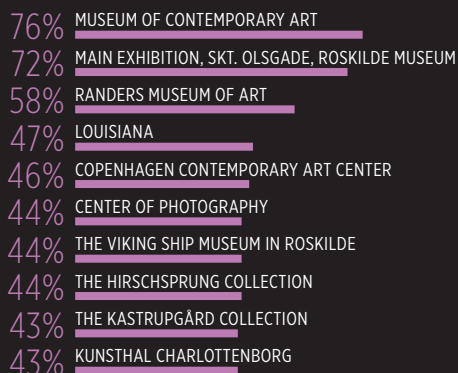 76% MUSEUM OF CONTEMPORARY ART
72% MAIN EXHIBITION, SKT. OLSGADE, ROSKILDE MUSEUM
58% RANDERS MUSEUM OF ART
47% LOUISIANA
46% COPENHAGEN CONTEMPORARY ART CENTER
44% CENTER OF PHOTOGRAPHY
44% THE VIKING SHIP MUSEUM IN ROSKILDE
44% THE HIRSCHSPRUNG COLLECTION
43% THE KASTRUPGÅRD COLLECTION
43% KUNSTHAL CHARLOTTENBORG